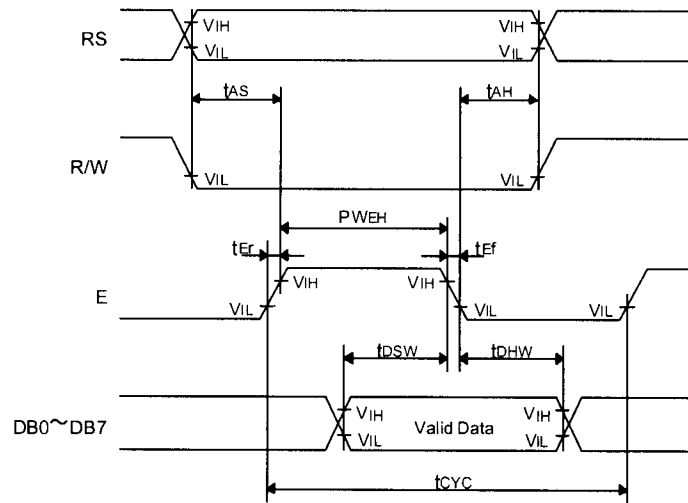 RS
VIH
VIH
VIL
VIL
tAS
tAH
R/W
VIL
VIL
PWEH
tEr
tEf
E
VIH
VIH
VIL
VIL
VIL
tDSW
tDHW
DB0～DB7
VIH
Valid Data
VIH
VIL
VIL
tCYC